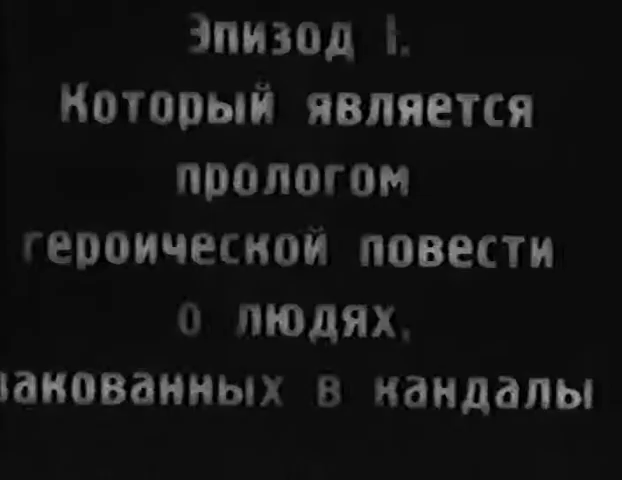 Эпизод I.
Который является
прологом
героической повести
о людях,
закованных в кандалы